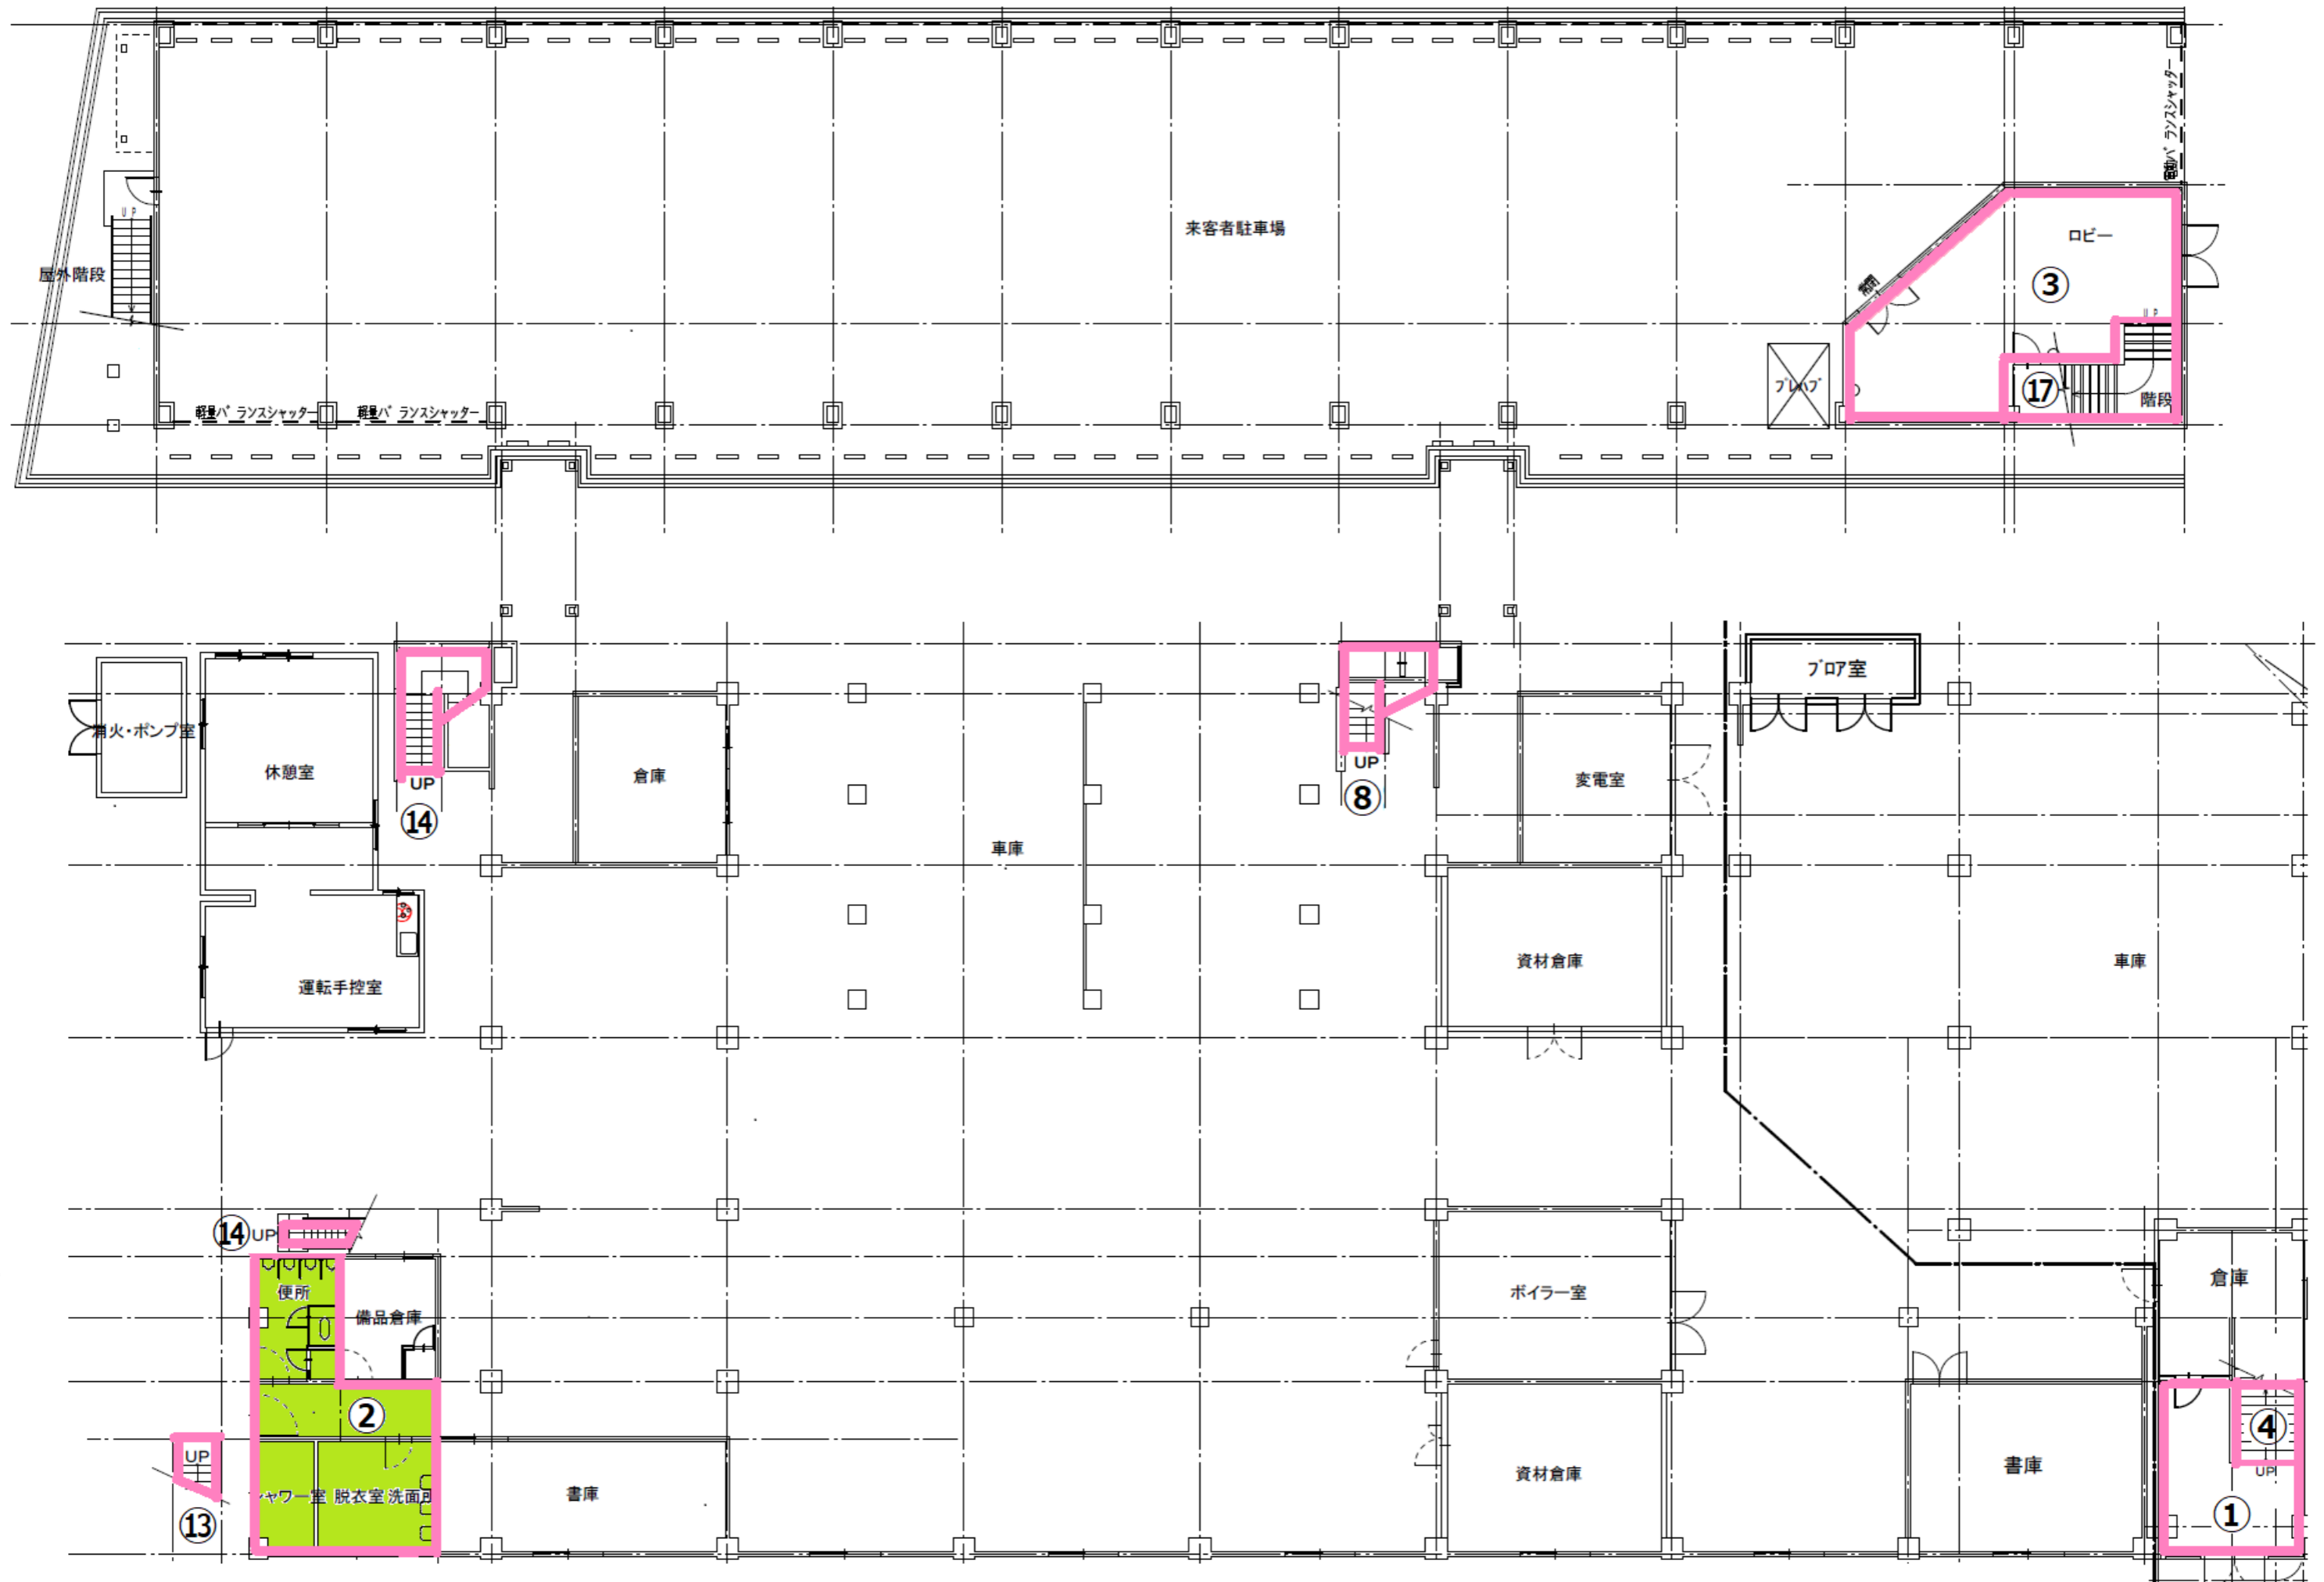 電動バランスシャッター
UP
屋外階段
来客者駐車場
ロビー
③
常閉
UP
プレハブ
⑰
階段
軽量バランスシャッター
軽量バランスシャッター
消火・ポンプ室
休憩室
UP
⑭
倉庫
車庫
UP
⑧
変電室
ブロア室
運転手控室
資材倉庫
車庫
⑭UP
便所
備品倉庫
ボイラー室
倉庫
②
④
UP
UP
⑬
シャワー室
脱衣室
洗面所
書庫
資材倉庫
書庫
①